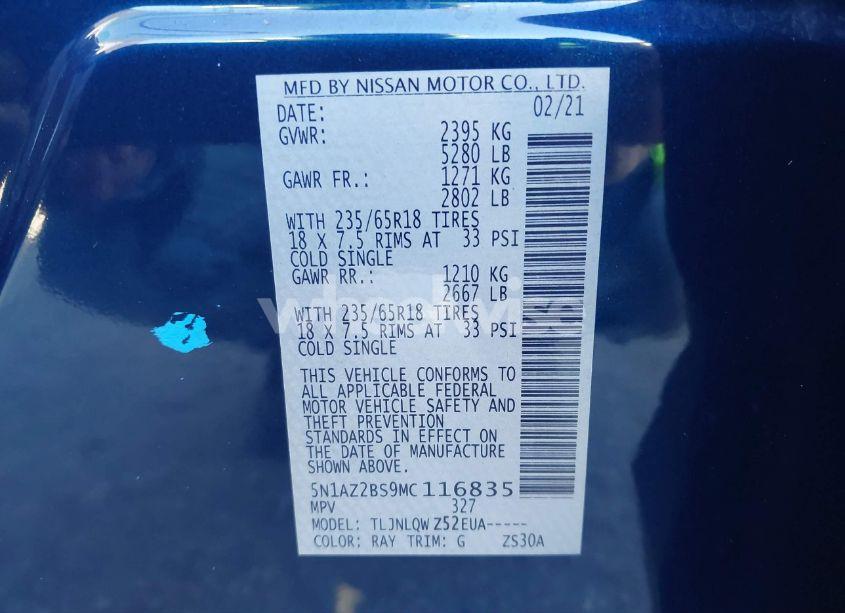 MFD BY NISSAN MOTOR CO., LTD.
DATE: 02/21
GVWR: 2395 KG
5280 LB
GAWR FR.: 1271 KG
2802 LB
WITH 235/65R18 TIRES
18 X 7.5 RIMS AT 33 PSI
COLD SINGLE
GAWR RR.: 1210 KG
2667 LB
WITH 235/65R18 TIRES
18 X 7.5 RIMS AT 33 PSI
COLD SINGLE
THIS VEHICLE CONFORMS TO
ALL APPLICABLE FEDERAL
MOTOR VEHICLE SAFETY AND
THEFT PREVENTION
STANDARDS IN EFFECT ON
THE DATE OF MANUFACTURE
SHOWN ABOVE.
5N1AZ2BS9MC116835
MPV 327
MODEL: TLJNLQW Z52EUA-----
COLOR: RAY TRIM: G ZS30A